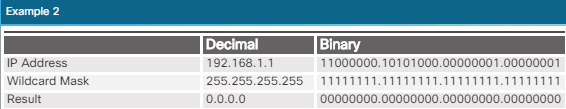 Example 2
Decimal Binary
IP Address 192.168.1.1 11000000.10101000.00000001.00000001
Wildcard Mask 255.255.255.255 11111111.11111111.11111111.11111111
Result 0.0.0.0 00000000.00000000.00000000.00000000